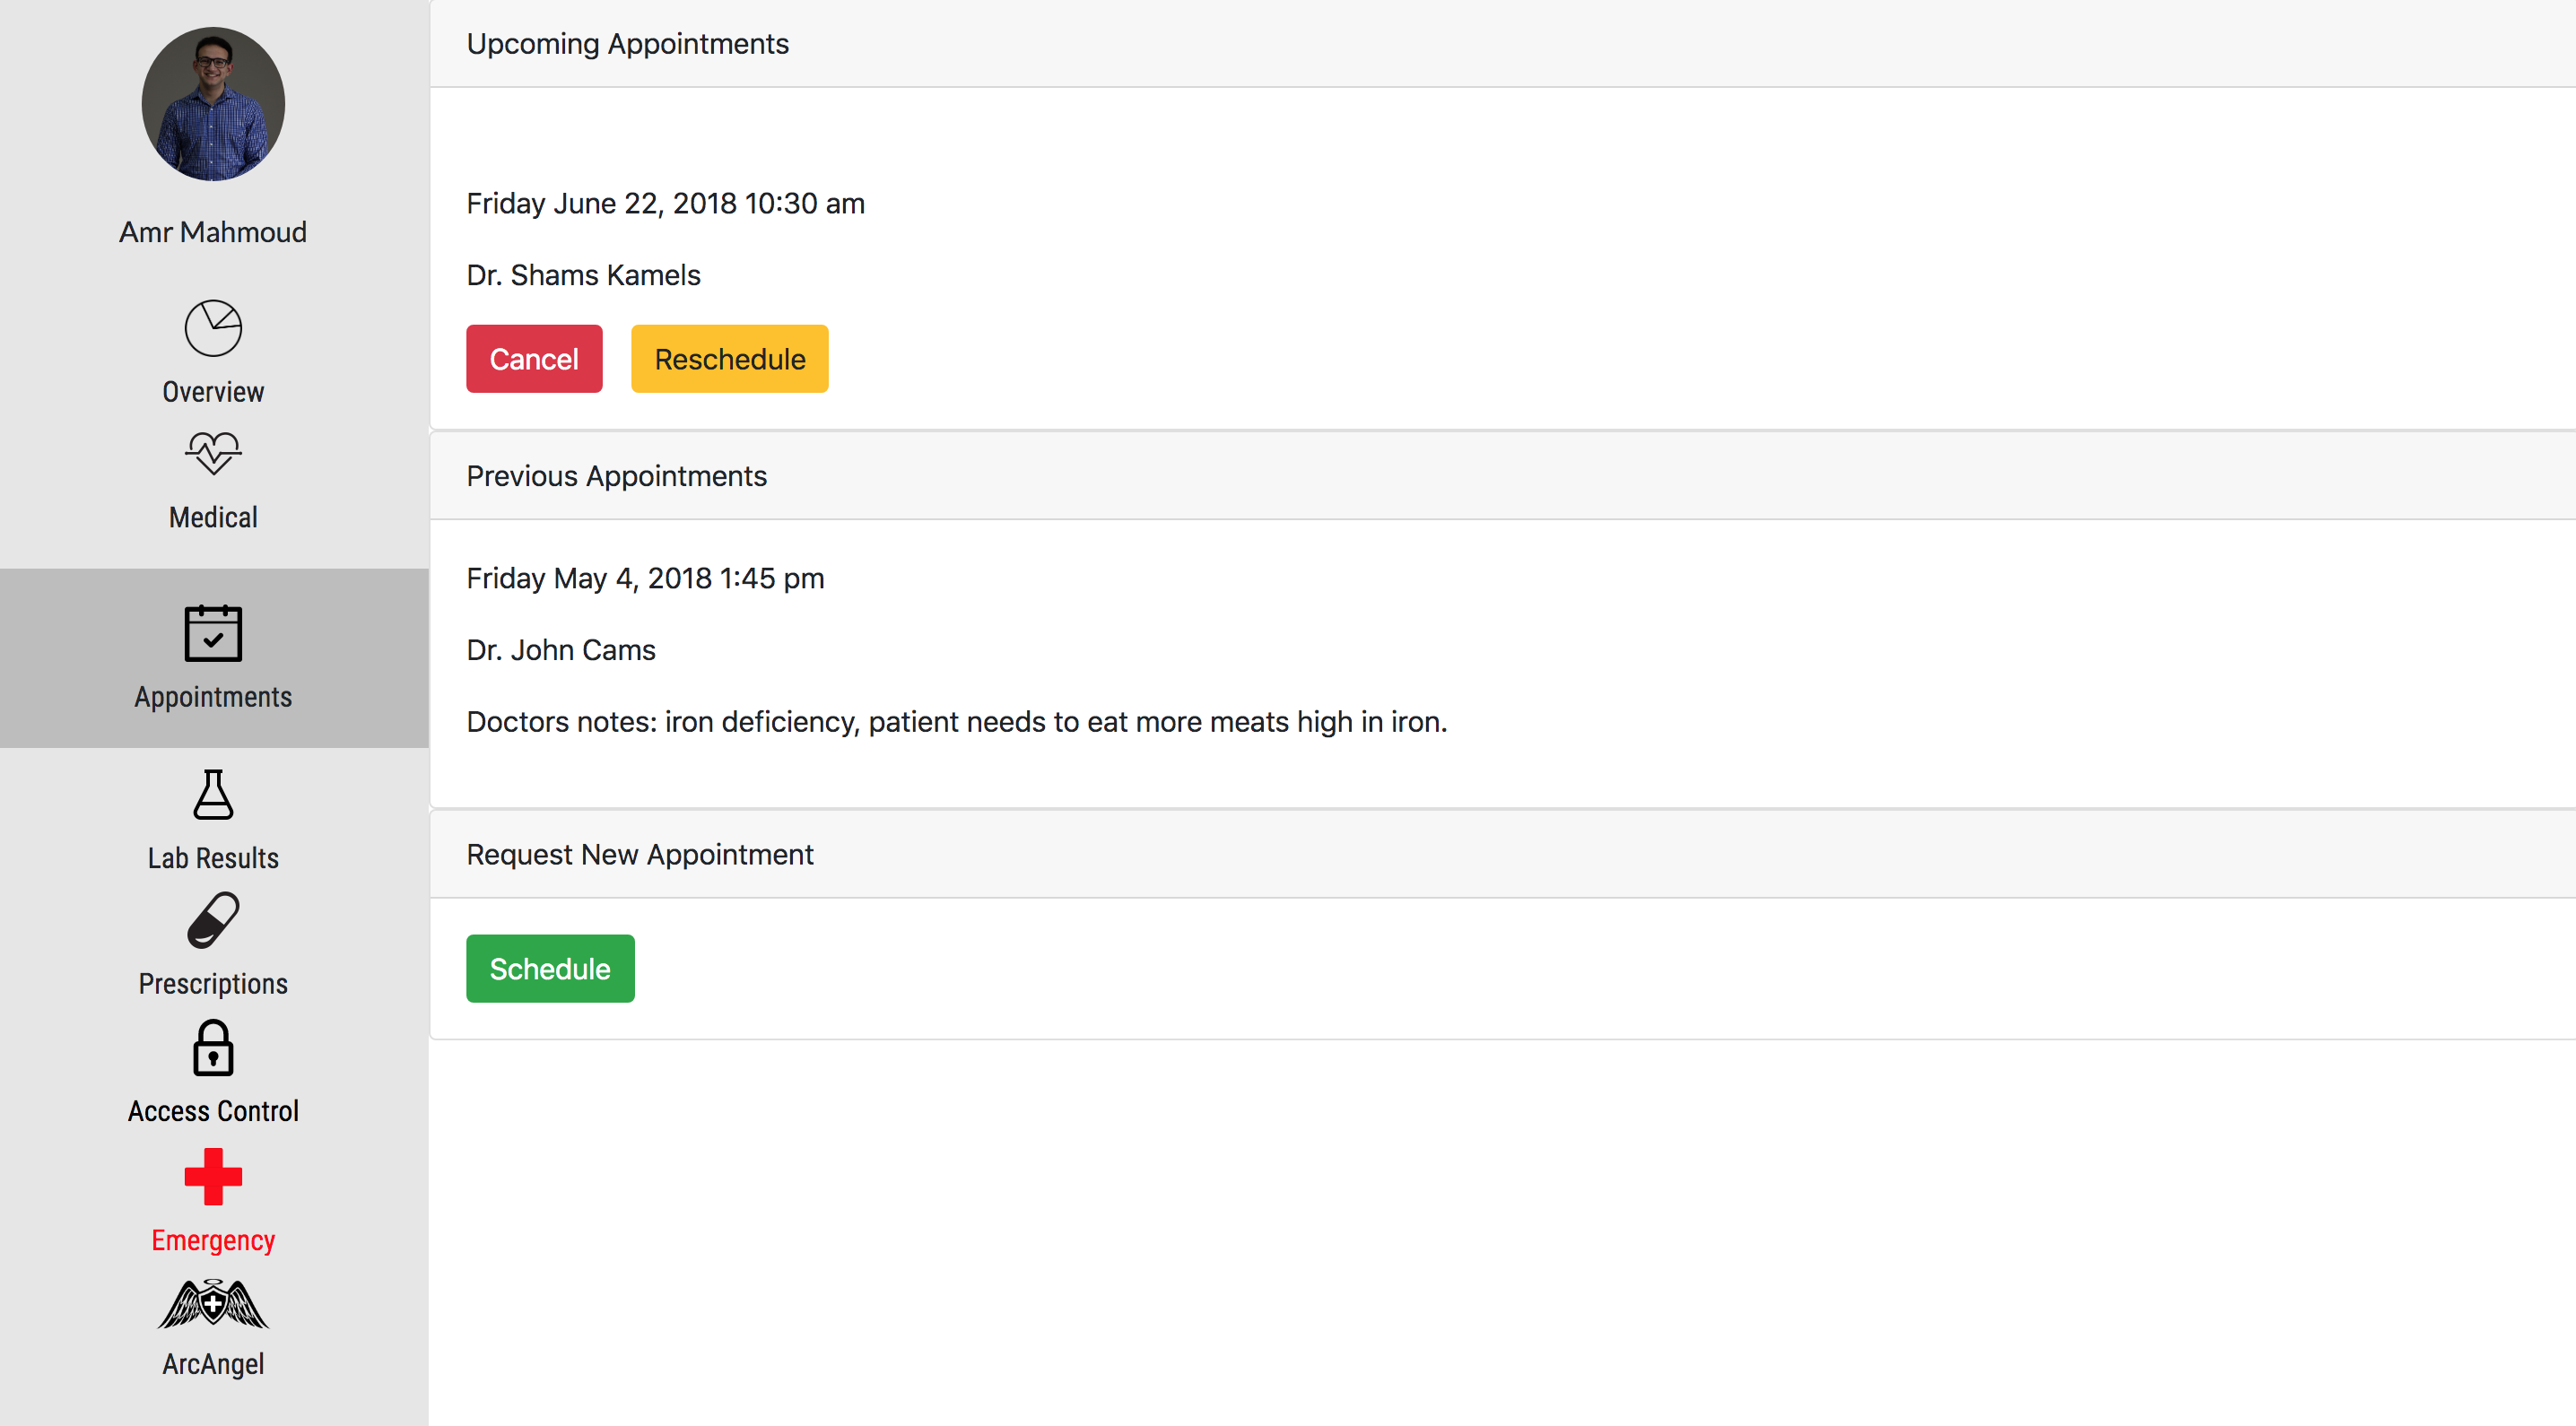 Amr Mahmoud
Overview
Medical
Appointments
Lab Results
Prescriptions
Access Control
Emergency
ArcAngel
Upcoming Appointments
Friday June 22, 2018 10:30 am
Dr. Shams Kamels
Cancel Reschedule
Previous Appointments
Friday May 4, 2018 1:45 pm
Dr. John Cams
Doctors notes: iron deficiency, patient needs to eat more meats high in iron.
Request New Appointment
Schedule